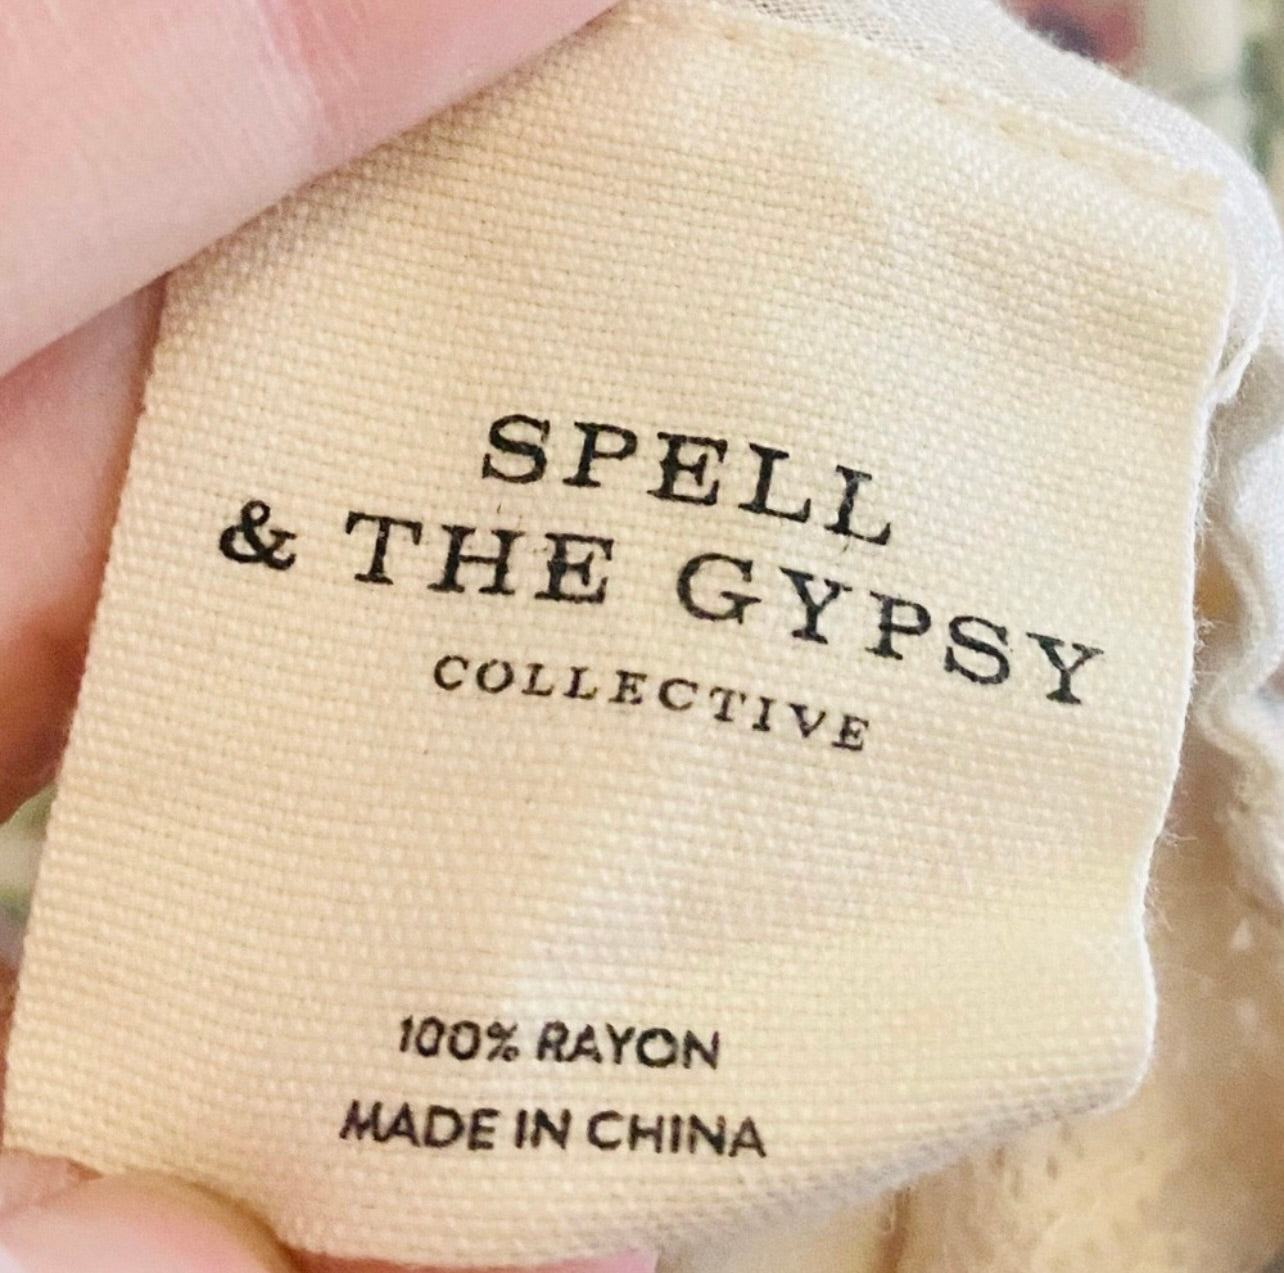 SPELL
& THE GYPSY
COLLECTIVE
100% RAYON
MADE IN CHINA